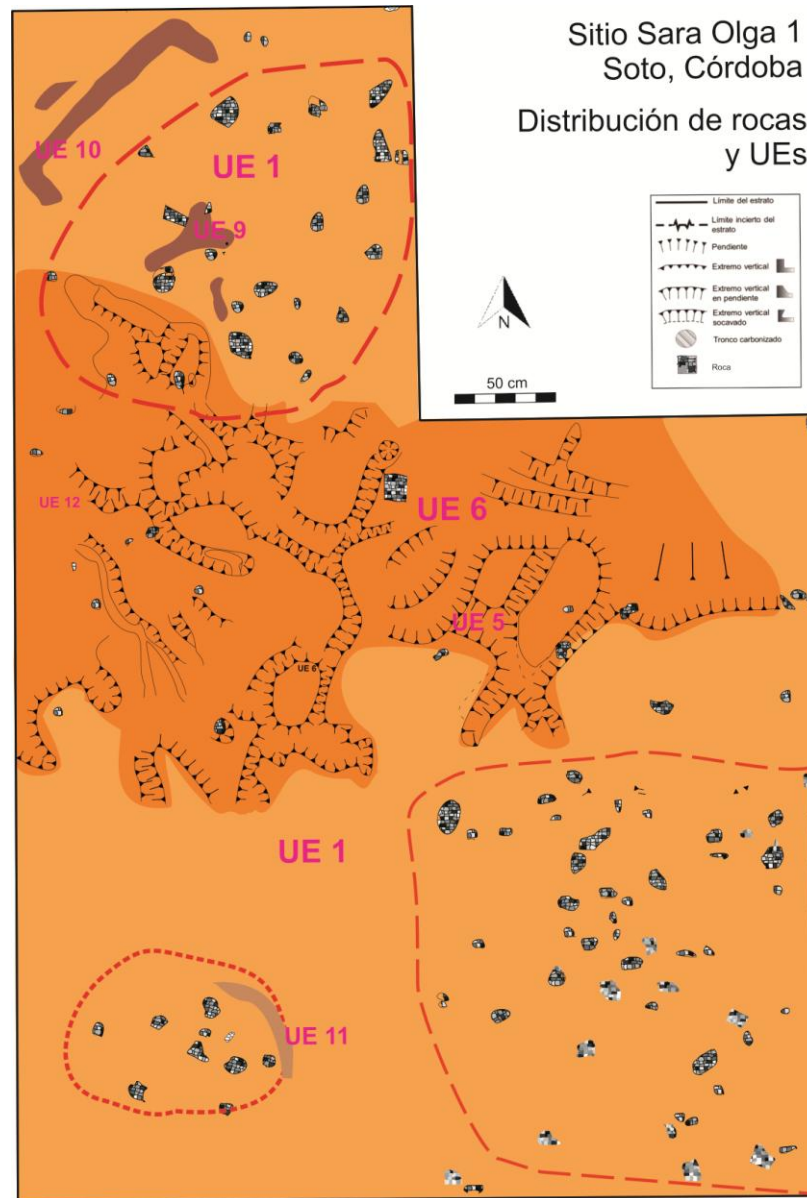 Sitio Sara Olga 1
Soto, Córdoba
Distribución de rocas
y UEs
Límite del estrato
Límite incierto del
estrato
Pendiente
Extremo vertical
Extremo vertical
en pendiente
Extremo vertical
socavado
Tronco carbonizado
Roca
N
50 cm
UE 10
UE 1
UE 9
UE 12
UE 6
UE 5
UE 6
UE 1
UE 11